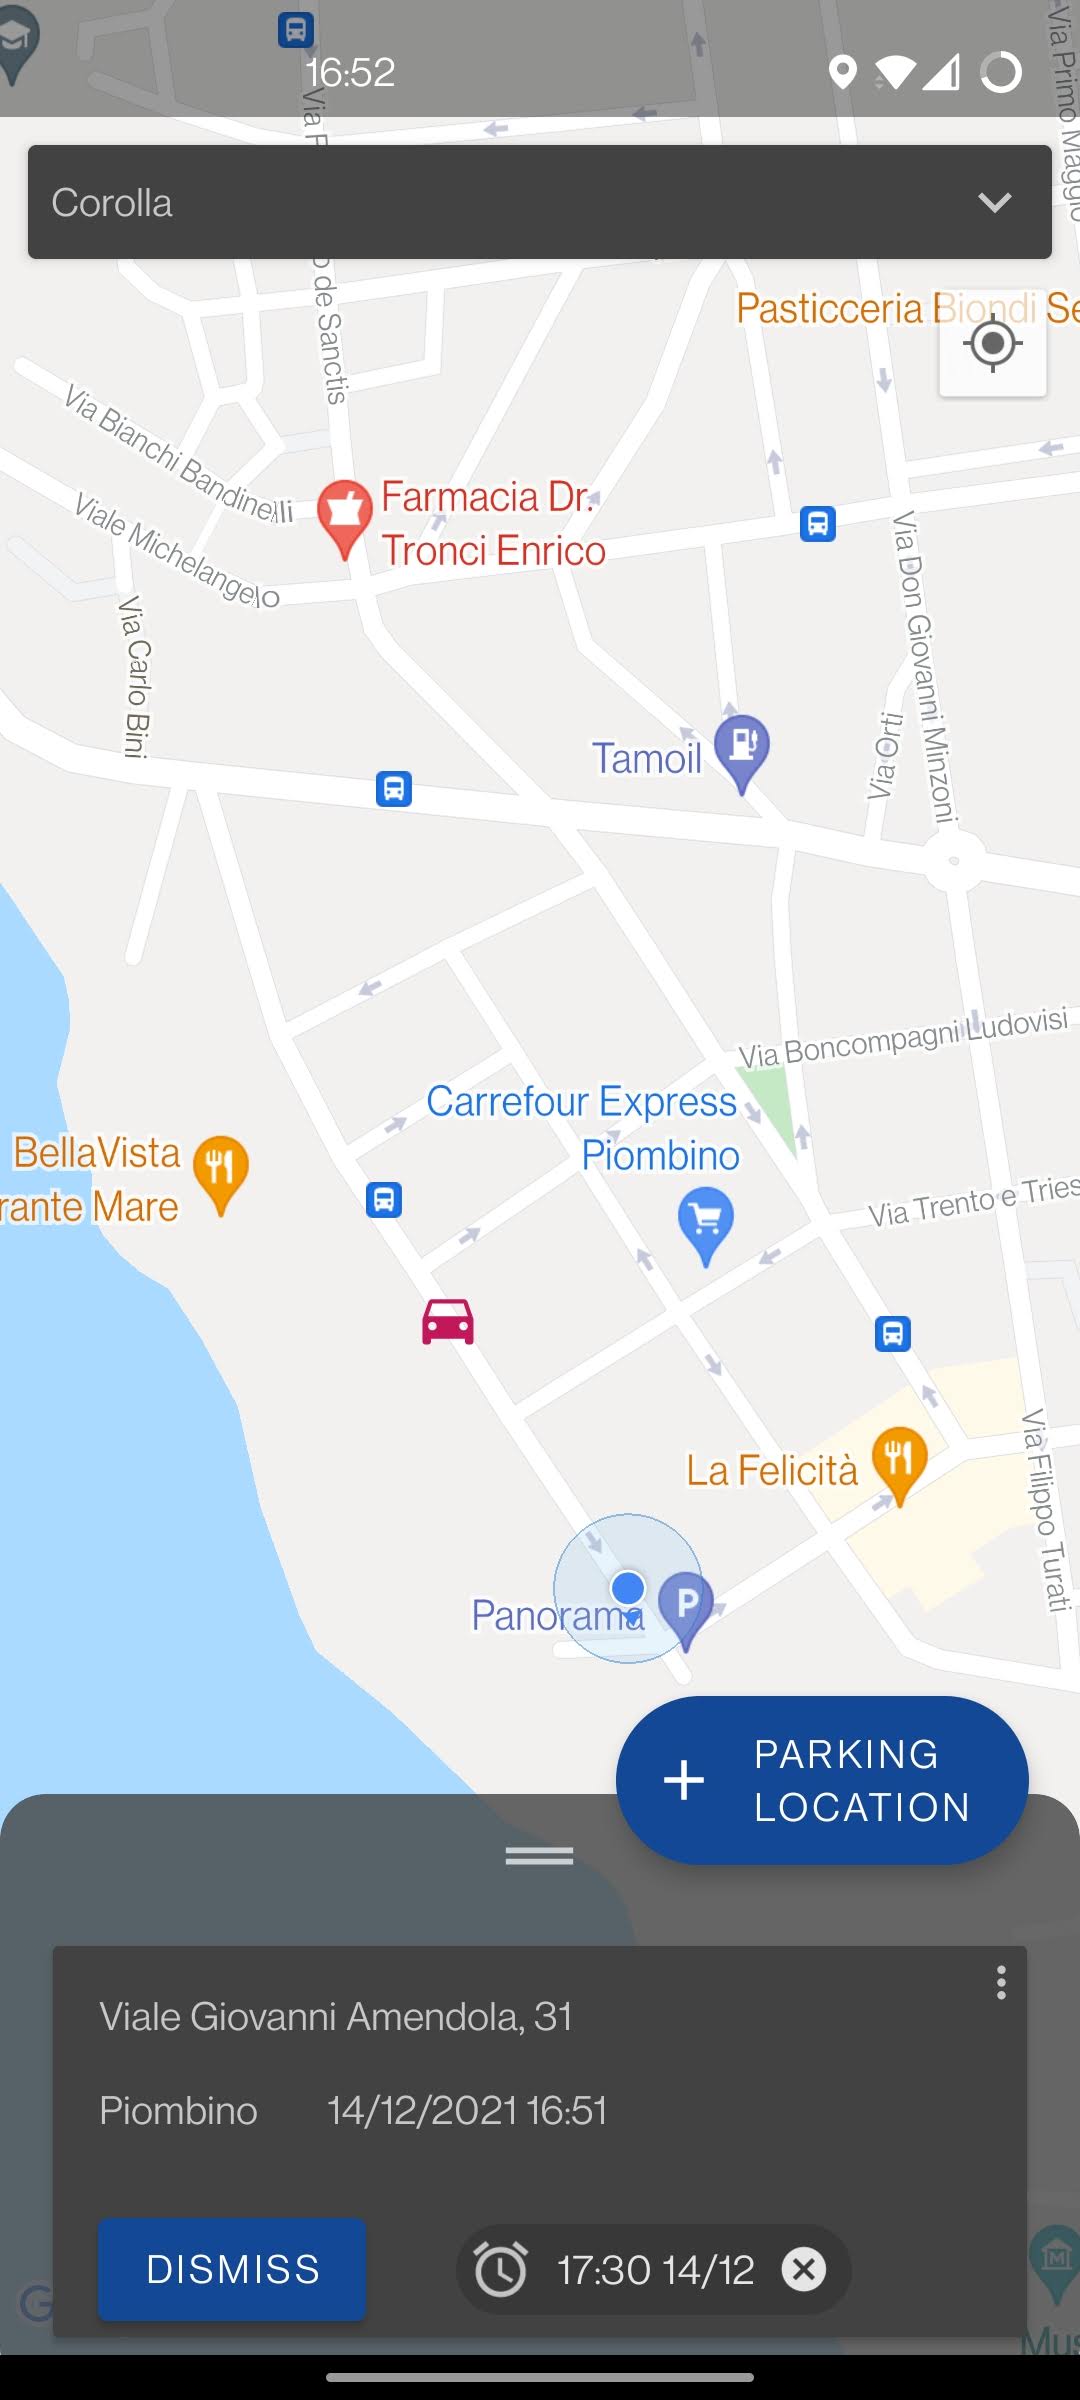 16:52
Via Primo Maggio
Corolla
de Sanctis
Pasticceria Biondi Se
Via Bianchi Bandinelli
Viale Michelangelo
Farmacia Dr.
Tronci Enrico
Via Carlo Bini
Via Don Giovanni Minzoni
Via Orti
Tamoil
Via Boncompagni Ludovisi
Carrefour Express
Piombino
BellaVista
rante Mare
Via Trento e Tries
La Felicità
Via Filippo Turati
Panorama
P
PARKING
LOCATION
Viale Giovanni Amendola, 31
Piombino 14/12/2021 16:51
DISMISS
17:30 14/12
G
M
Mus